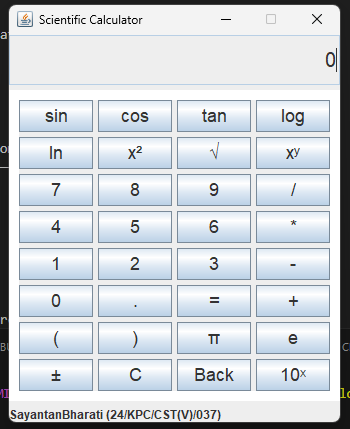 Scientific Calculator
0
sin cos tan log
ln x² √ xʸ
7 8 9 /
4 5 6 *
1 2 3 -
0 . = +
( ) π e
± C Back 10ˣ
SayantanBharati (24/KPC/CST(V)/037)